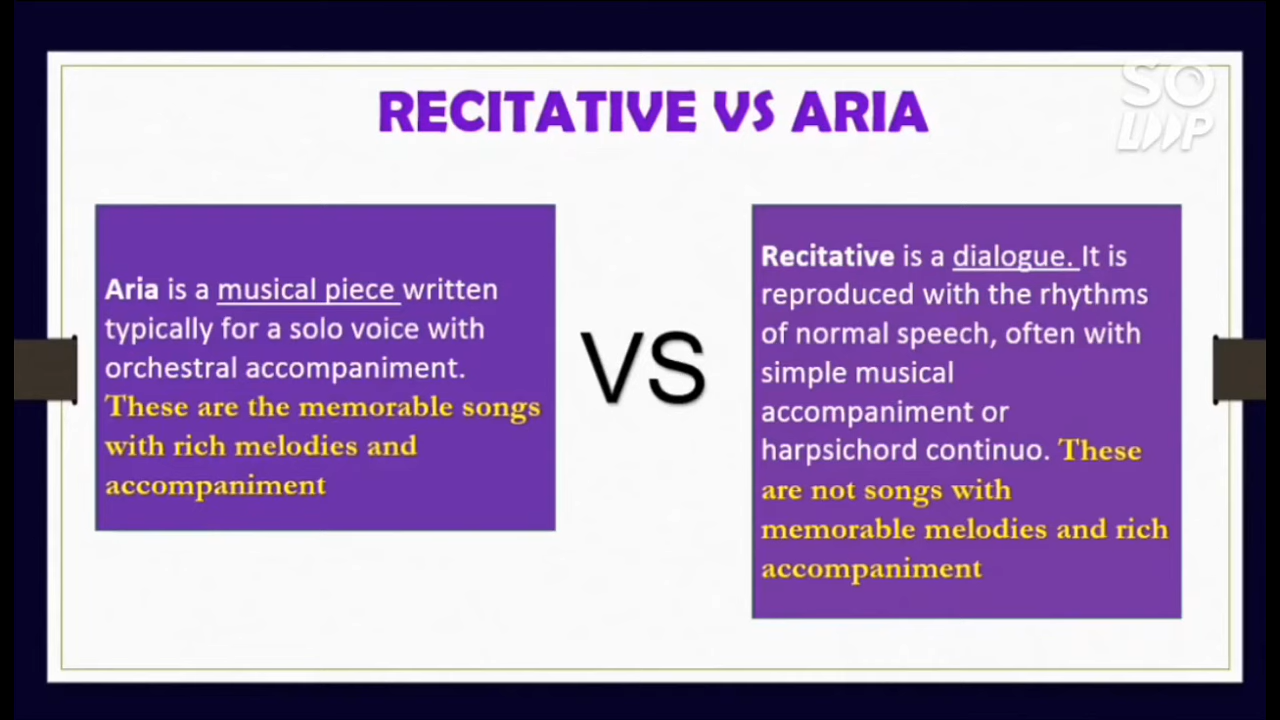 RECITATIVE VS ARIA
SO
LOOP
Aria is a musical piece written
typically for a solo voice with
orchestral accompaniment.
These are the memorable songs
with rich melodies and
accompaniment
VS
Recitative is a dialogue. It is
reproduced with the rhythms
of normal speech, often with
simple musical
accompaniment or
harpsichord continuo. These
are not songs with
memorable melodies and rich
accompaniment